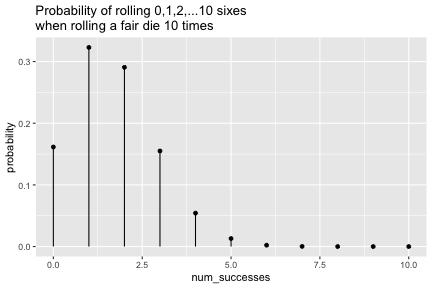 Probability of rolling 0,1,2,...10 sixes
when rolling a fair die 10 times
probability
0.3
0.2
0.1
0.0
0.0 2.5 5.0 7.5 10.0
num_successes